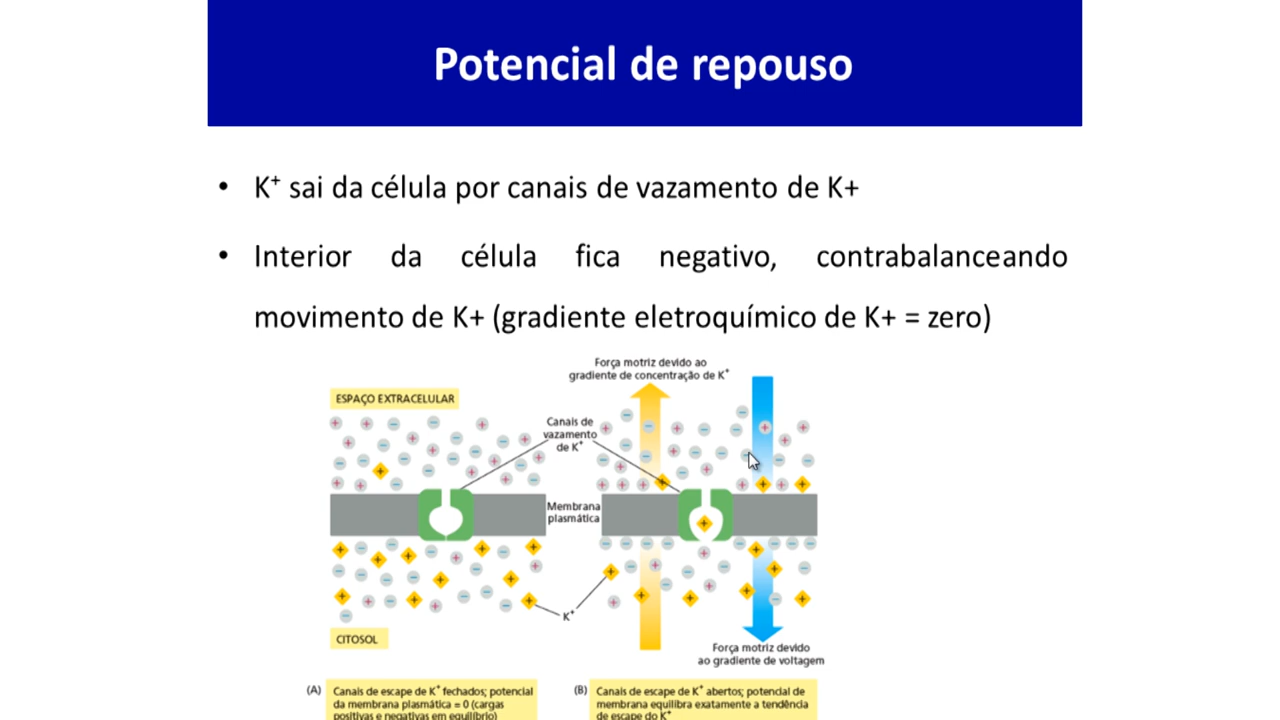 Potencial de repouso
• K⁺ sai da célula por canais de vazamento de K+
• Interior da célula fica negativo, contrabalanceando
movimento de K+ (gradiente eletroquímico de K+ = zero)
Força motriz devido ao
gradiente de concentração de K⁺
ESPAÇO EXTRACELULAR
Canais de
vazamento
de K⁺
Membrana
plasmática
K⁺
CITOSOL
Força motriz devido
ao gradiente de voltagem
(A) Canais de escape de K⁺ fechados; potencial
da membrana plasmática = 0 (cargas
positivas e negativas em equilíbrio)
(B) Canais de escape de K⁺ abertos; potencial de
membrana equilibra exatamente a tendência
de escape do K⁺